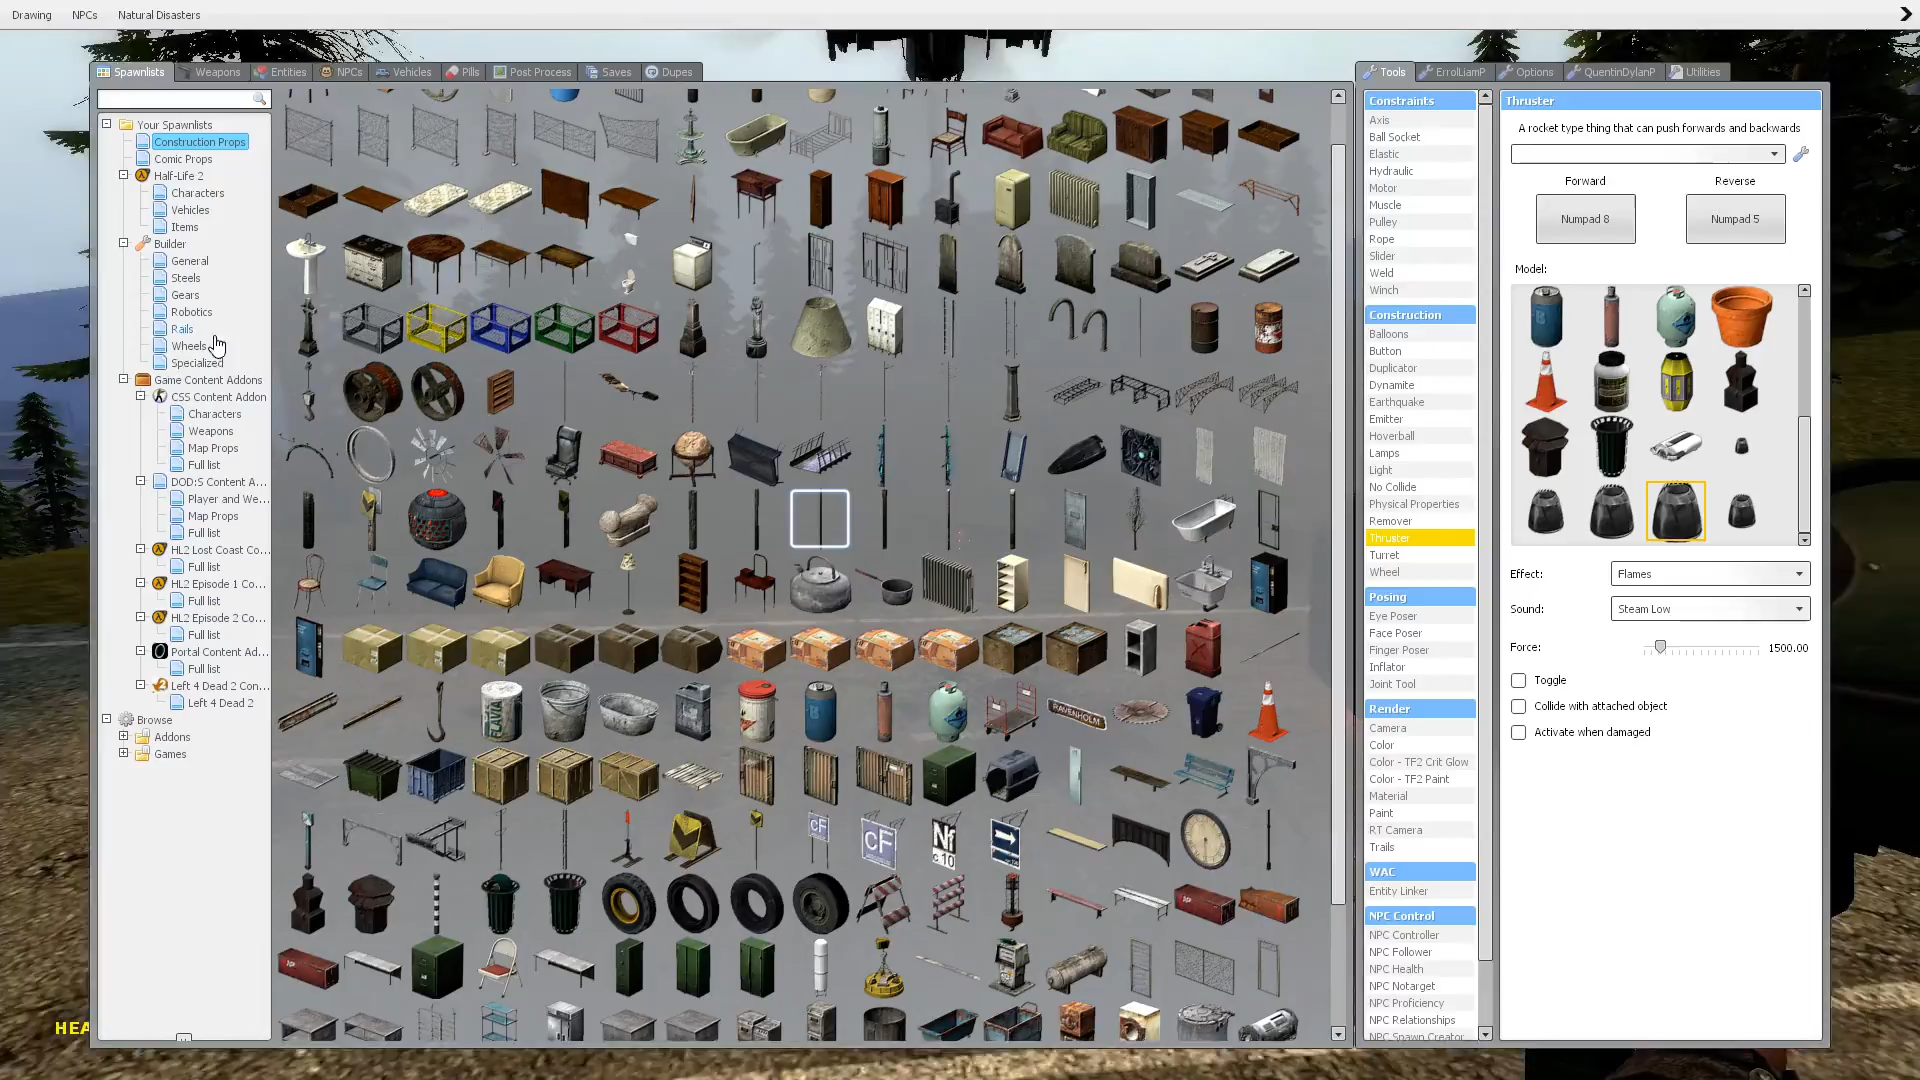 Drawing NPCs Natural Disasters
Spawnlists Weapons Entities NPCs Vehicles Pills Post Process Saves Dupes
Your Spawnlists
Construction Props
Comic Props
Half-Life 2
Characters
Vehicles
Items
Builder
General
Steels
Gears
Robotics
Rails
Wheels
Specialized
Game Content Addons
CSS Content Addon
Characters
Weapons
Map Props
Full list
DOD:S Content A...
Player and We...
Map Props
Full list
HL2 Lost Coast Co...
Full list
HL2 Episode 1 Co...
Full list
HL2 Episode 2 Co...
Full list
Portal Content Ad...
Full list
Left 4 Dead 2 Con...
Left 4 Dead 2
Browse
Addons
Games
FLAVIA
RAVENHOLM
CF
CF
Nf
c 10
HEA
Tools ErrolLiamP Options QuentinDylanP Utilities
Constraints
Axis
Ball Socket
Elastic
Hydraulic
Motor
Muscle
Pulley
Rope
Slider
Weld
Winch
Construction
Balloons
Button
Duplicator
Dynamite
Earthquake
Emitter
Hoverball
Lamps
Light
No Collide
Physical Properties
Remover
Thruster
Turret
Wheel
Posing
Eye Poser
Face Poser
Finger Poser
Inflator
Joint Tool
Render
Camera
Color
Color - TF2 Crit Glow
Color - TF2 Paint
Material
Paint
RT Camera
Trails
WAC
Entity Linker
NPC Control
NPC Controller
NPC Follower
NPC Health
NPC Notarget
NPC Proficiency
NPC Relationships
NPC Spawn Creator
Thruster
A rocket type thing that can push forwards and backwards
Forward Reverse
Numpad 8 Numpad 5
Model:
Effect: Flames
Sound: Steam Low
Force: 1500.00
Toggle
Collide with attached object
Activate when damaged